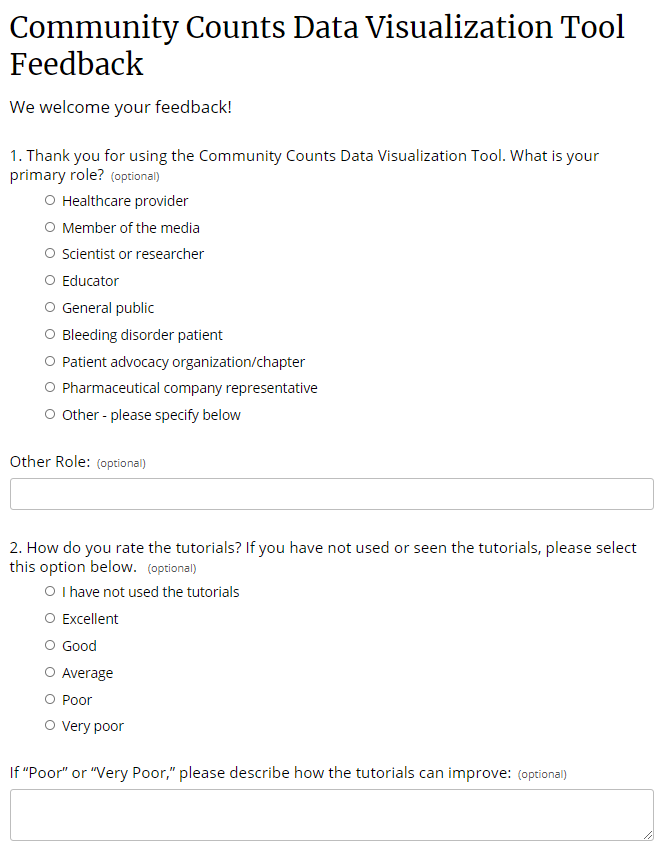 Community Counts Data Visualization Tool
Feedback
We welcome your feedback!
1. Thank you for using the Community Counts Data Visualization Tool. What is your
primary role? (optional)
Healthcare provider
Member of the media
Scientist or researcher
Educator
General public
Bleeding disorder patient
Patient advocacy organization/chapter
Pharmaceutical company representative
Other - please specify below
Other Role: (optional)
2. How do you rate the tutorials? If you have not used or seen the tutorials, please select
this option below. (optional)
I have not used the tutorials
Excellent
Good
Average
Poor
Very poor
If “Poor” or “Very Poor,” please describe how the tutorials can improve: (optional)